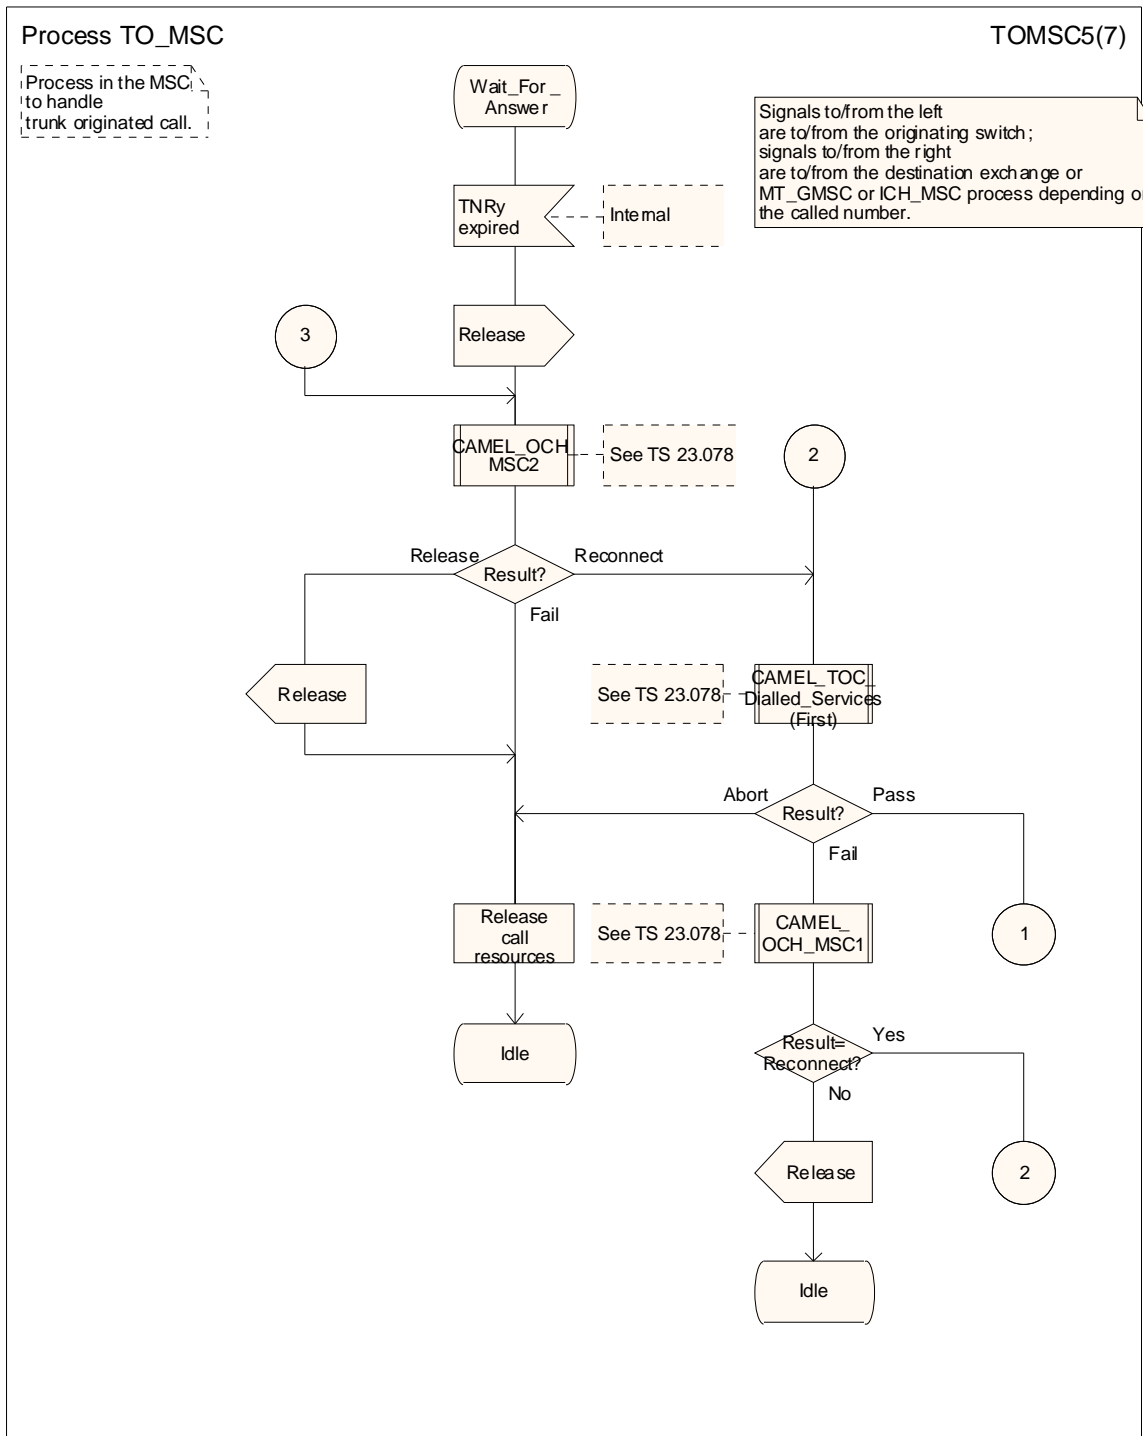 Process TO_MSC
TOMSC5(7)
Process in the MSC
to handle
trunk originated call.
Wait_For_
Answer
Signals to/from the left
are to/from the originating switch;
signals to/from the right
are to/from the destination exchange or
MT_GMSC or ICH_MSC process depending o
the called number.
TNRy
expired
Internal
3
Release
CAMEL_OCH
MSC2
See TS 23.078
2
Release
Result?
Reconnect
Fail
Release
See TS 23.078
CAMEL_TOC_
Dialled_Services
(First)
Abort
Result?
Pass
Fail
Release
call
resources
See TS 23.078
CAMEL_
OCH_MSC1
1
Idle
Result=
Reconnect?
Yes
No
Release
2
Idle